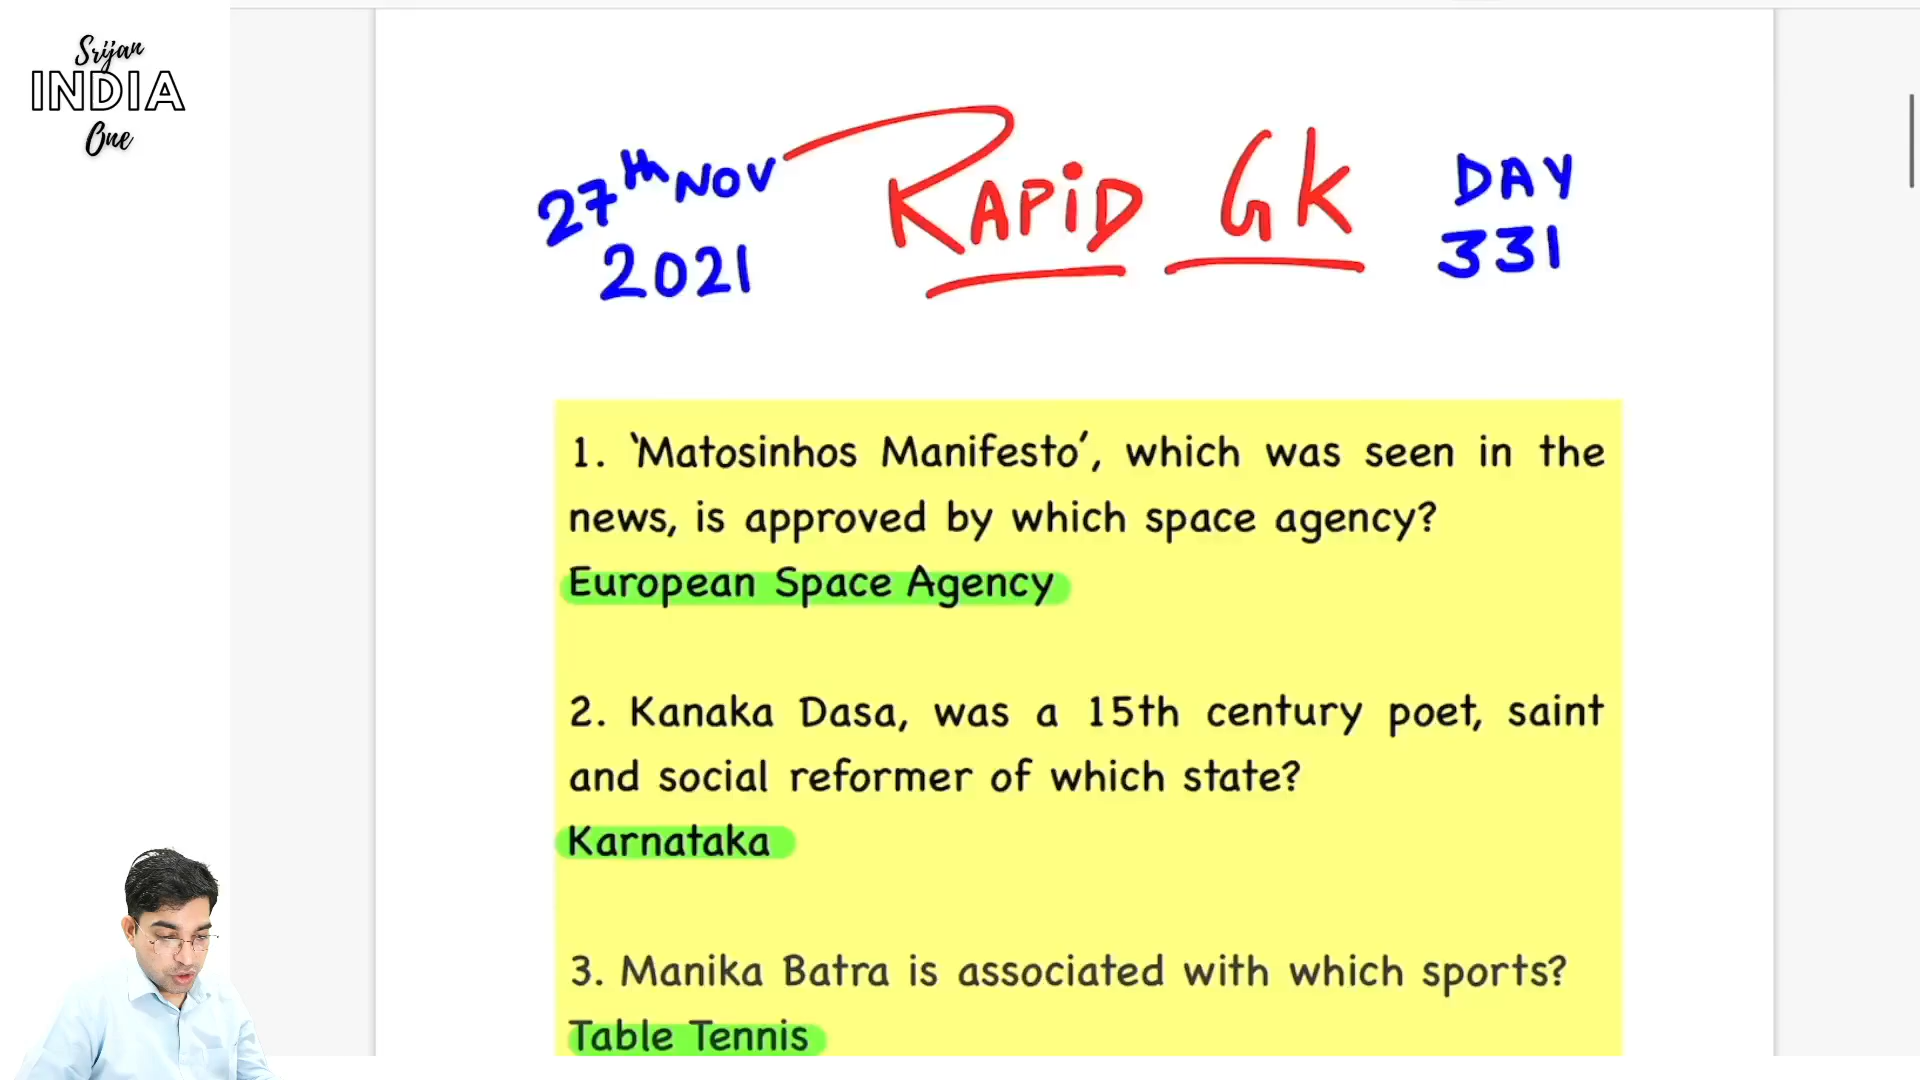 Srijan
INDIA
One
27th NOV
2021
RAPID GK
DAY
331
1. ‘Matosinhos Manifesto’, which was seen in the
news, is approved by which space agency?
European Space Agency
2. Kanaka Dasa, was a 15th century poet, saint
and social reformer of which state?
Karnataka
3. Manika Batra is associated with which sports?
Table Tennis